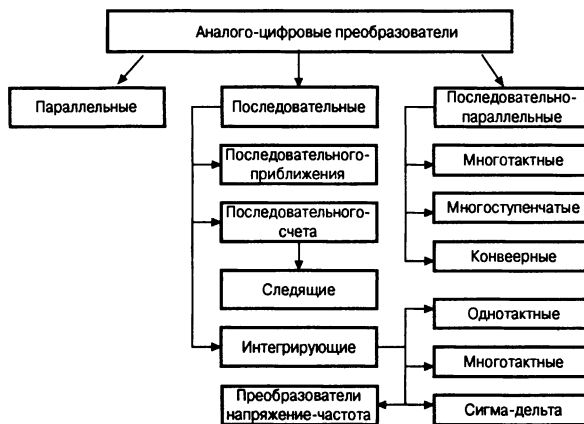 Аналого-цифровые преобразователи
Параллельные
Последовательные
Последовательно-
параллельные
Последовательного-
приближения
Многотактные
Последовательного-
счета
Многоступенчатые
Следящие
Конвеерные
Интегрирующие
Однотактные
Многотактные
Преобразователи
напряжение-частота
Сигма-дельта